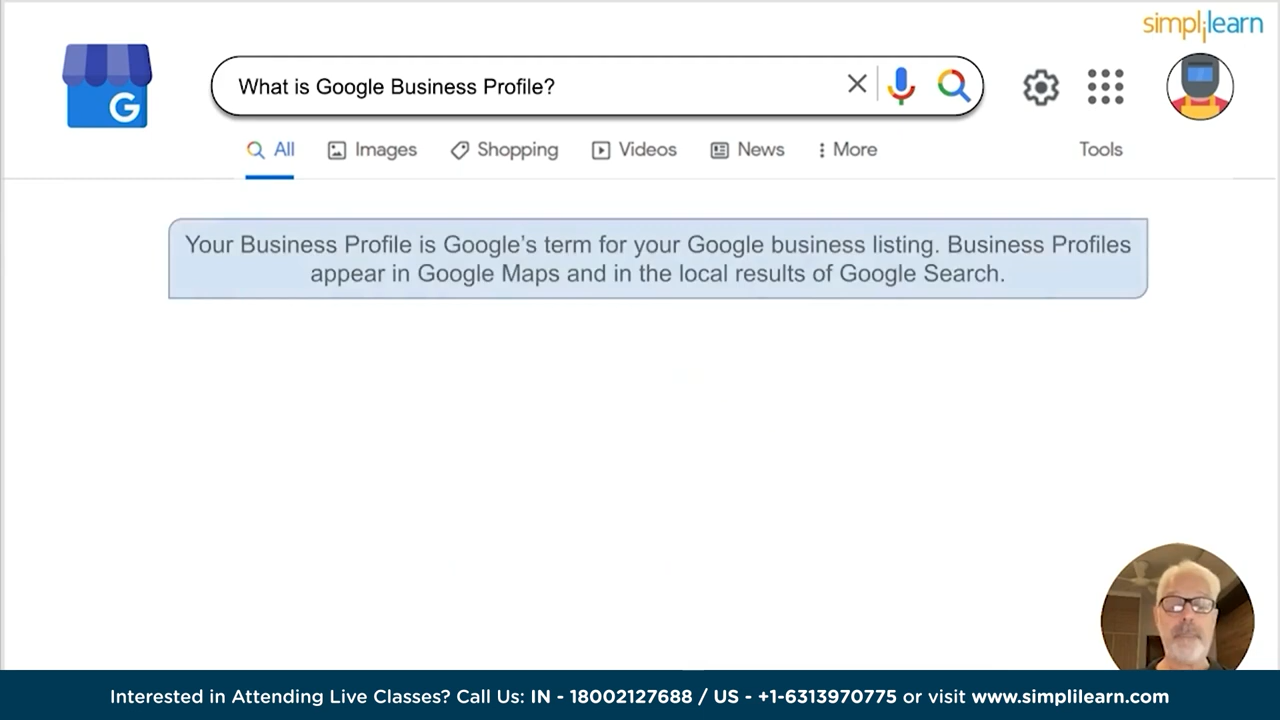 simplilearn
What is Google Business Profile?
G
All Images Shopping Videos News More Tools
Your Business Profile is Google's term for your Google business listing. Business Profiles
appear in Google Maps and in the local results of Google Search.
Interested in Attending Live Classes? Call Us: IN - 18002127688 / US - +1-6313970775 or visit www.simplilearn.com